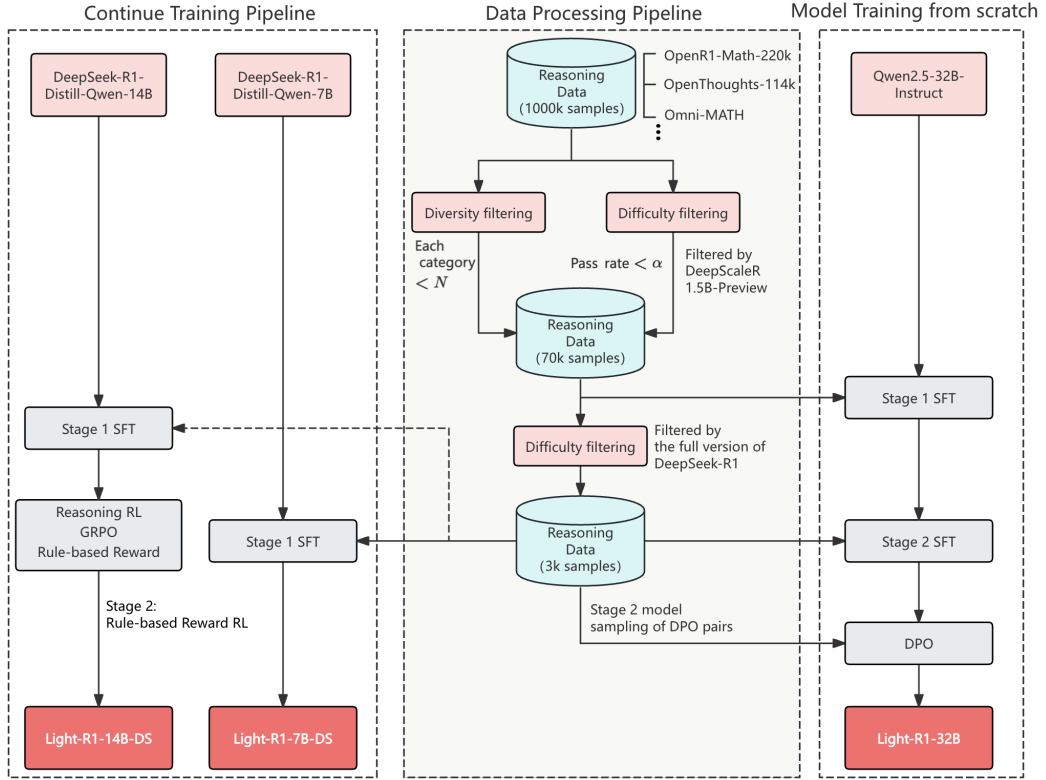 Continue Training Pipeline
Data Processing Pipeline
Model Training from scratch
DeepSeek-R1-
Distill-Qwen-14B
DeepSeek-R1-
Distill-Qwen-7B
Stage 1 SFT
Reasoning RL
GRPO
Rule-based Reward
Stage 1 SFT
Stage 2:
Rule-based Reward RL
Light-R1-14B-DS
Light-R1-7B-DS
Reasoning
Data
(1000k samples)
OpenR1-Math-220k
OpenThoughts-114k
Omni-MATH
Diversity filtering
Difficulty filtering
Each
category
< N
Pass rate < α
Filtered by
DeepScaleR
1.5B-Preview
Reasoning
Data
(70k samples)
Difficulty filtering
Filtered by
the full version of
DeepSeek-R1
Reasoning
Data
(3k samples)
Stage 2 model
sampling of DPO pairs
Qwen2.5-32B-
Instruct
Stage 1 SFT
Stage 2 SFT
DPO
Light-R1-32B